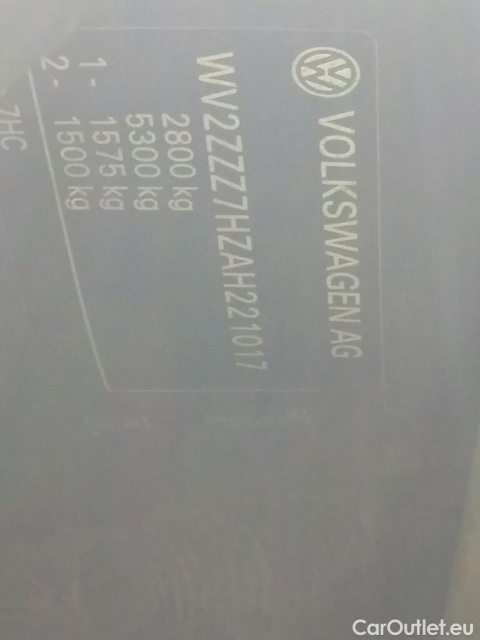 VOLKSWAGEN AG
WV2ZZZ7HZAH221017
2800 kg
5300 kg
1- 1575 kg
2- 1500 kg
7HC
CarOutlet.eu